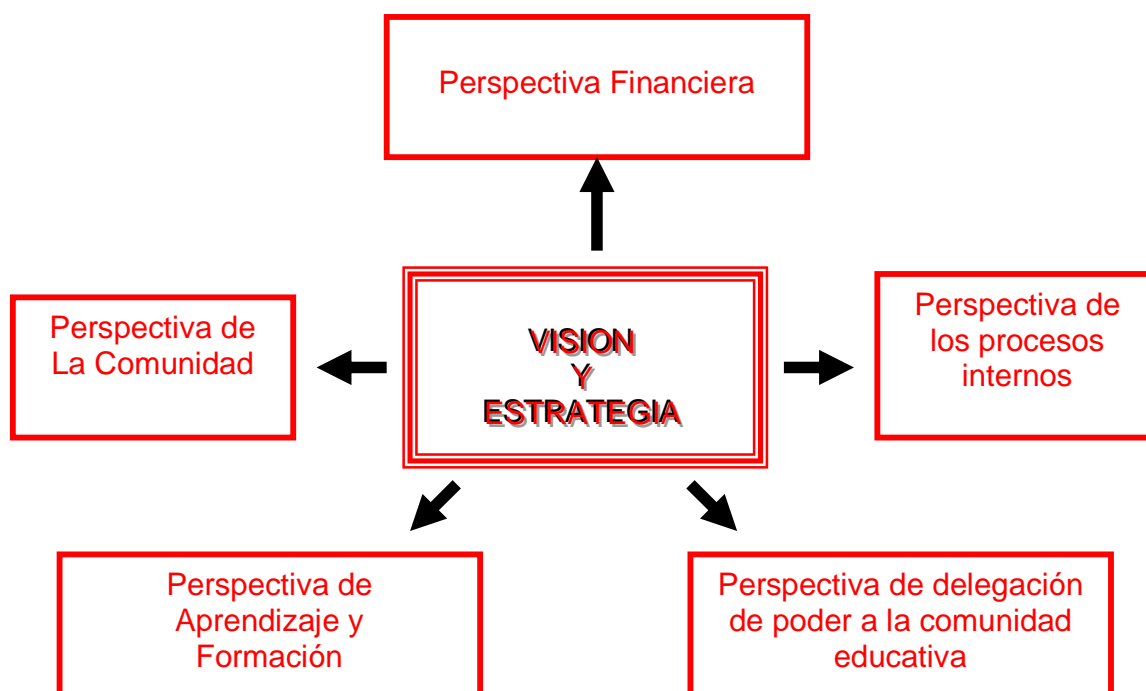 Perspectiva Financiera
Perspectiva de
La Comunidad
VISION
Y
ESTRATEGIA
Perspectiva de
los procesos
internos
Perspectiva de
Aprendizaje y
Formación
Perspectiva de delegación
de poder a la comunidad
educativa